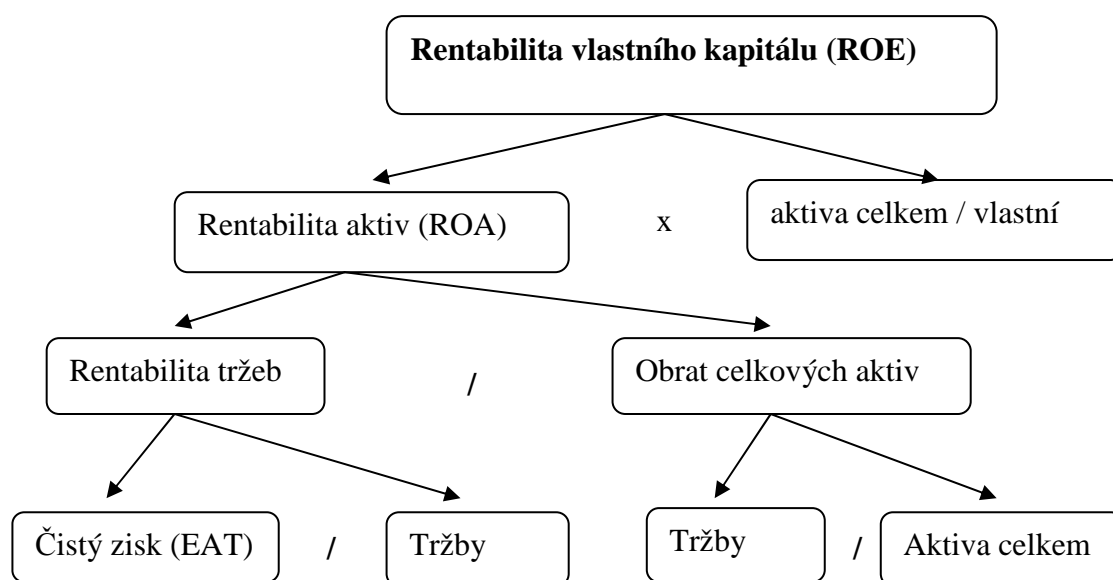 Rentabilita vlastního kapitálu (ROE)
Rentabilita aktiv (ROA)
x
aktiva celkem / vlastní
Rentabilita tržeb
/
Obrat celkových aktiv
Čistý zisk (EAT)
/
Tržby
Tržby
/
Aktiva celkem